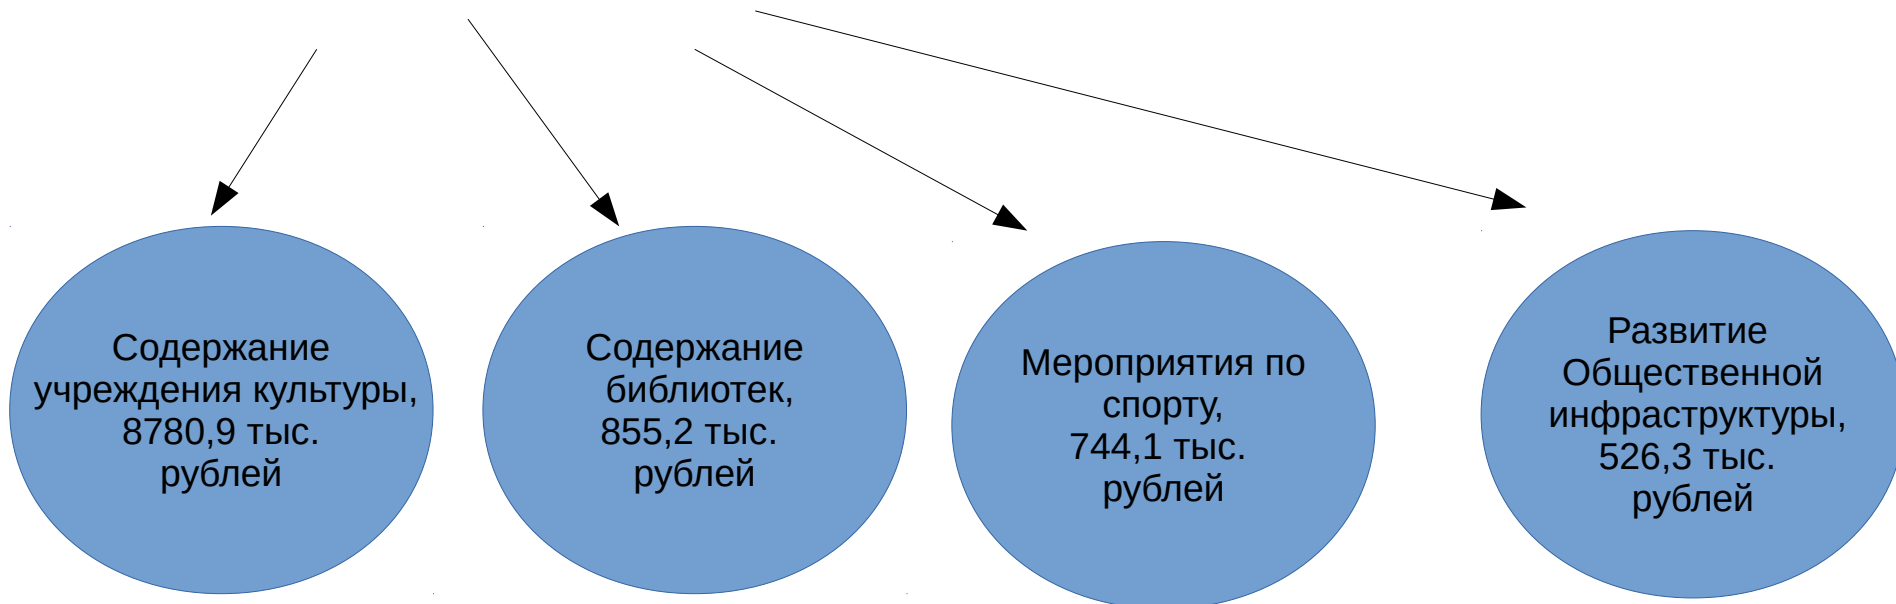 Содержание
учреждения культуры,
8780,9 тыс.
рублей
Содержание
библиотек,
855,2 тыс.
рублей
Мероприятия по
спорту,
744,1 тыс.
рублей
Развитие
Общественной
инфраструктуры,
526,3 тыс.
рублей